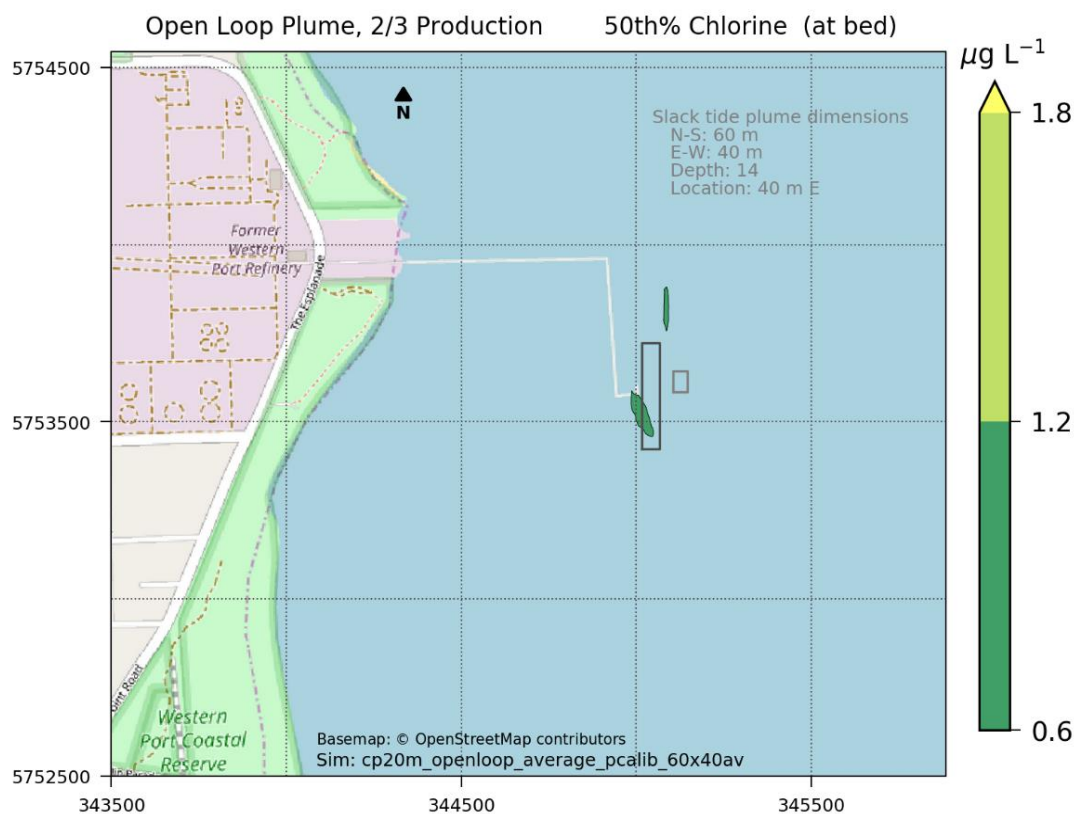 Open Loop Plume, 2/3 Production 50th% Chlorine (at bed)
μg L⁻¹
5754500
N
Slack tide plume dimensions
N-S: 60 m
E-W: 40 m
Depth: 14
Location: 40 m E
1.8
Former
Western
Port Refinery
The Esplanade
5753500
1.2
Western
Port Coastal
Reserve
Basemap: © OpenStreetMap contributors
Sim: cp20m_openloop_average_pcalib_60x40av
0.6
Road
5752500
343500
344500
345500